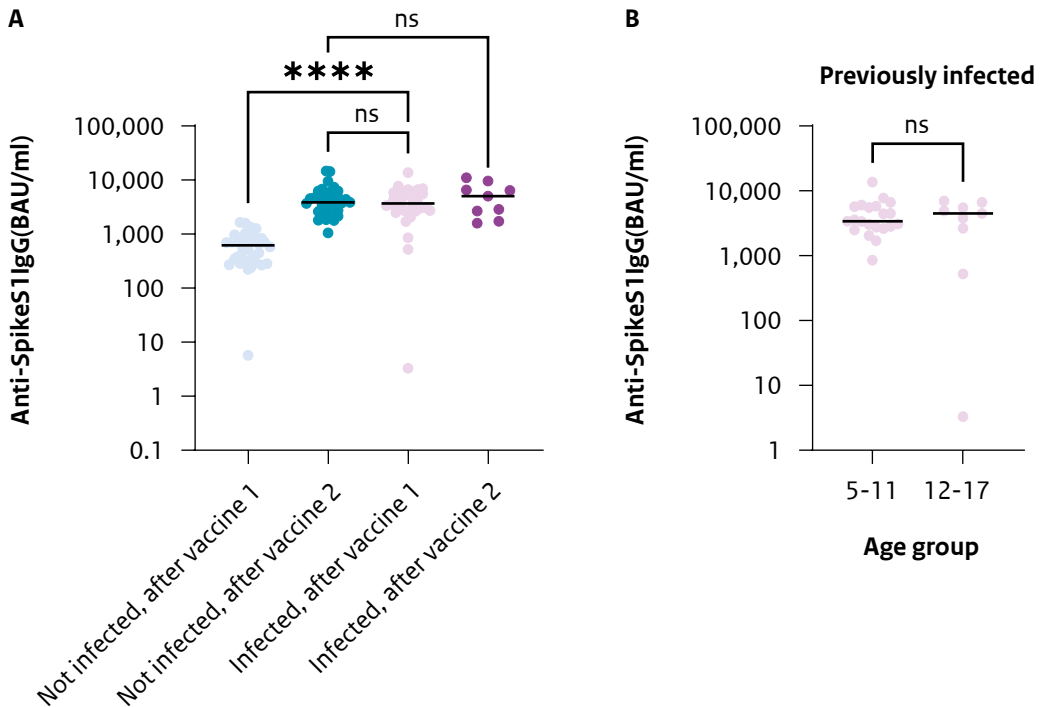 A
ns
****
ns
Anti-SpikeS1IgG(BAU/ml)
100,000
10,000
1,000
100
10
1
0.1
Not infected, after vaccine 1
Not infected, after vaccine 2
Infected, after vaccine 1
Infected, after vaccine 2
B
Previously infected
ns
Anti-SpikeS1IgG(BAU/ml)
100,000
10,000
1,000
100
10
1
5-11
12-17
Age group